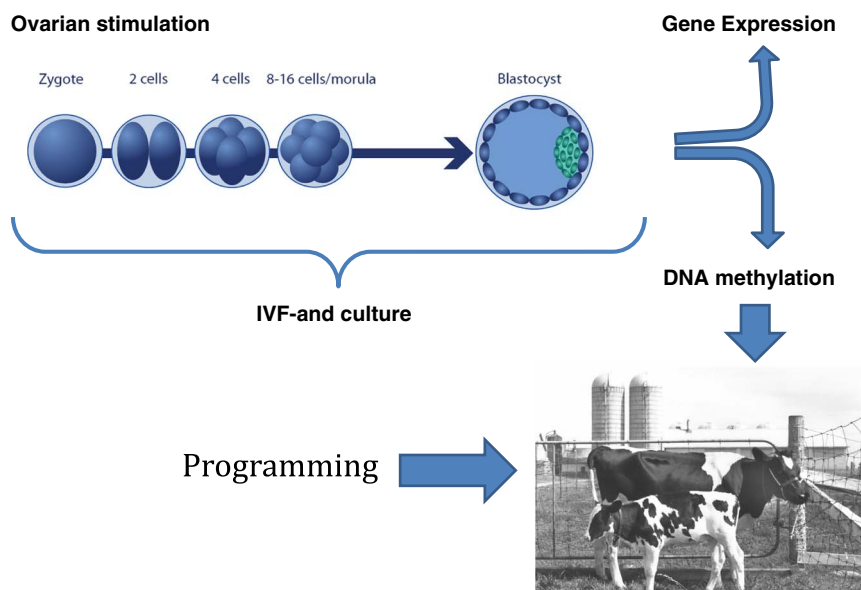 Ovarian stimulation
Gene Expression
Zygote
2 cells
4 cells
8-16 cells/morula
Blastocyst
DNA methylation
IVF-and culture
Programming